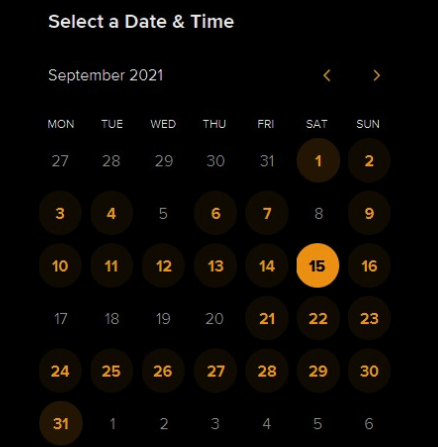 Select a Date & Time
September 2021
MON TUE WED THU FRI SAT SUN
27 28 29 30 31 1 2
3 4 5 6 7 8 9
10 11 12 13 14 15 16
17 18 19 20 21 22 23
24 25 26 27 28 29 30
31 1 2 3 4 5 6